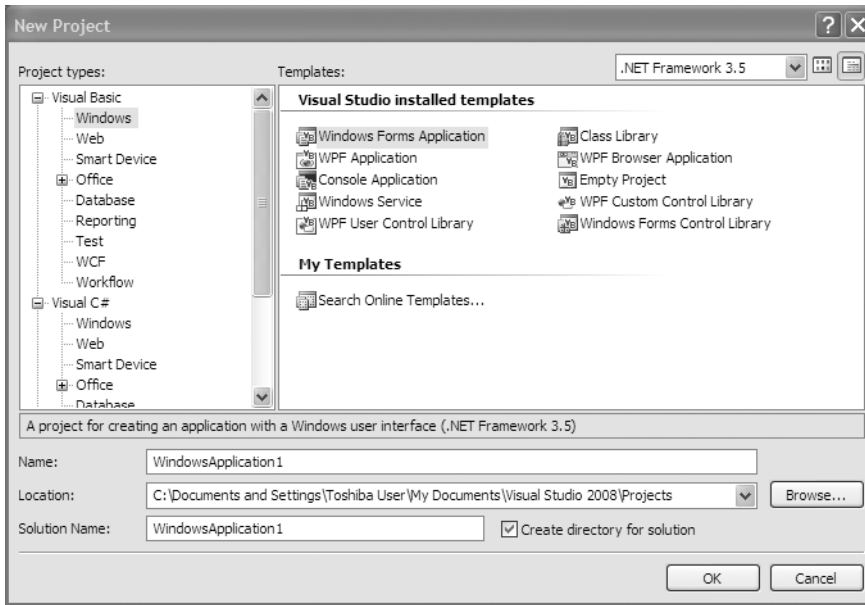 New Project
Project types:
Templates:
.NET Framework 3.5
Visual Basic
Windows
Web
Smart Device
Office
Database
Reporting
Test
WCF
Workflow
Visual C#
Windows
Web
Smart Device
Office
Database
Visual Studio installed templates
Windows Forms Application
Class Library
WPF Application
WPF Browser Application
Console Application
Empty Project
Windows Service
WPF Custom Control Library
WPF User Control Library
Windows Forms Control Library
My Templates
Search Online Templates...
A project for creating an application with a Windows user interface (.NET Framework 3.5)
Name:
WindowsApplication1
Location:
C:\Documents and Settings\Toshiba User\My Documents\Visual Studio 2008\Projects
Browse...
Solution Name:
WindowsApplication1
Create directory for solution
OK
Cancel